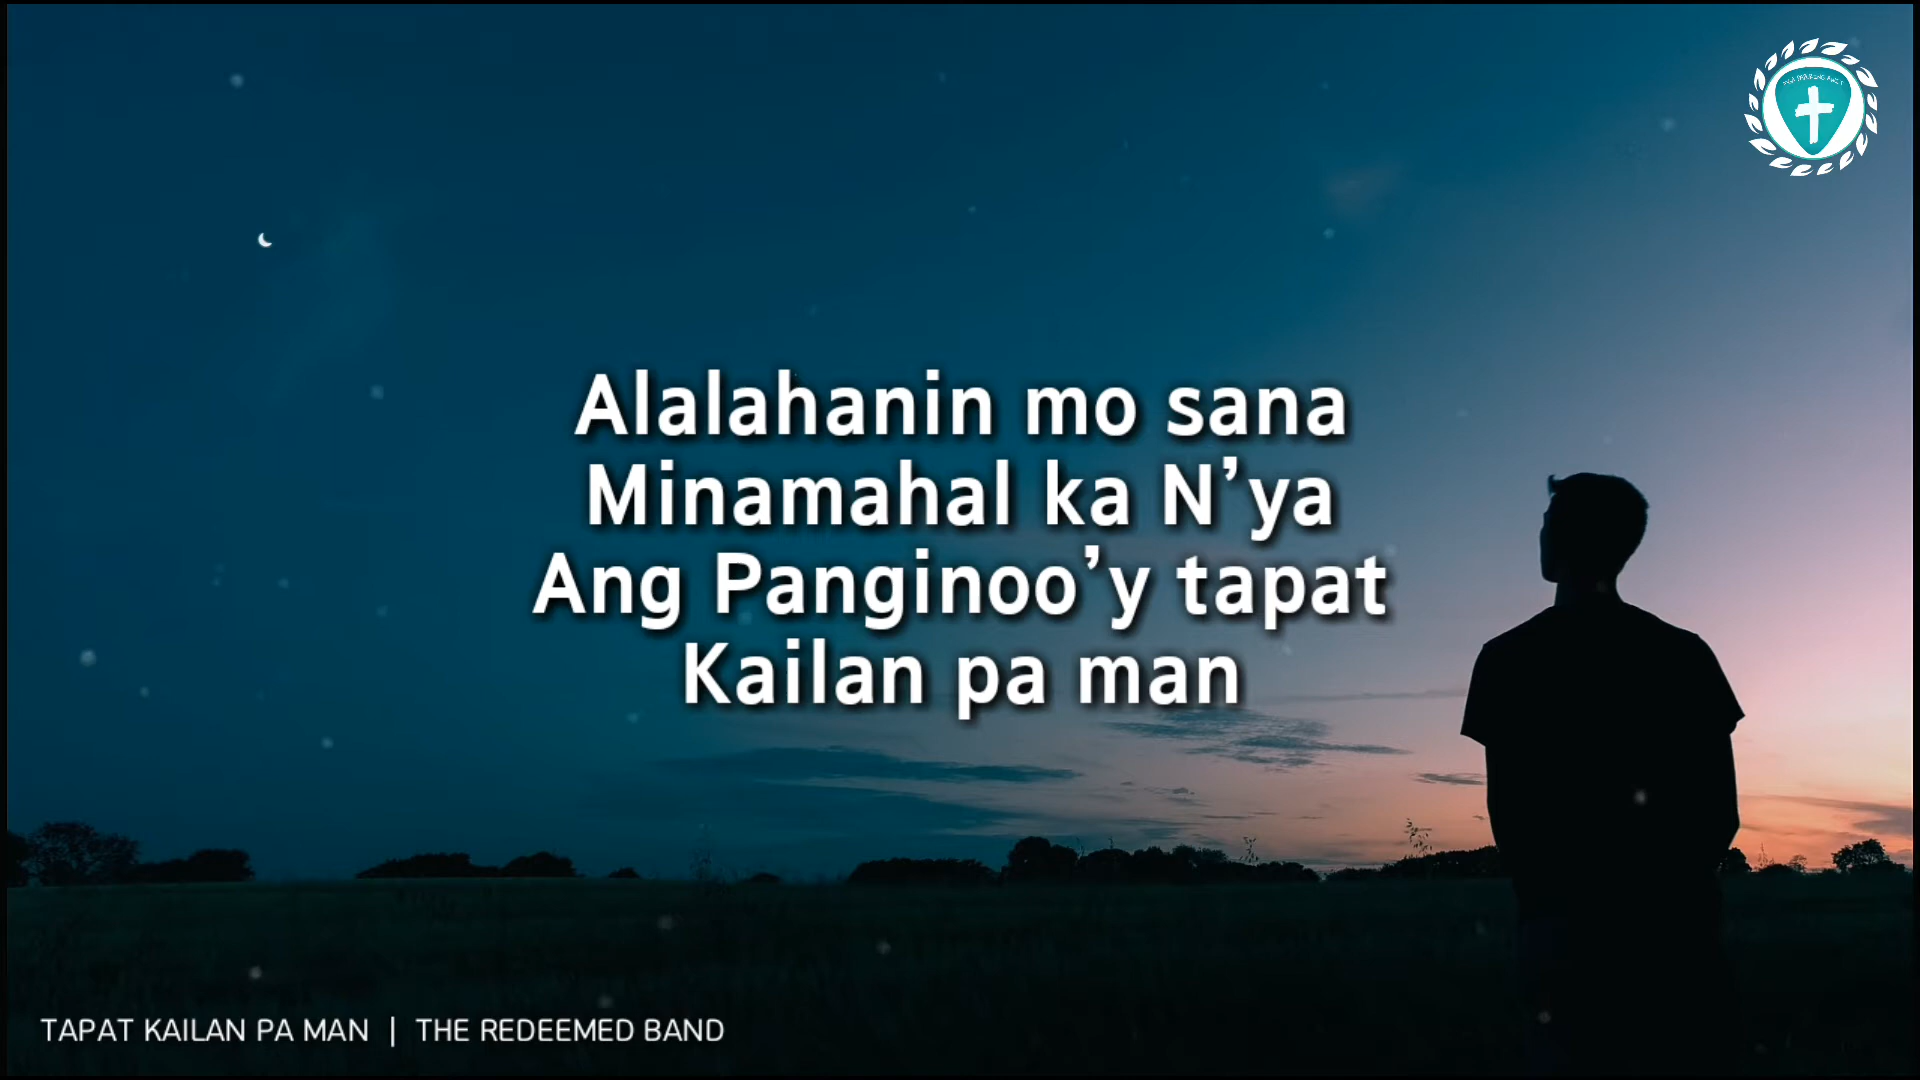 Alalahanin mo sana
Minamahal ka N’ya
Ang Panginoo’y tapat
Kailan pa man
TAPAT KAILAN PA MAN | THE REDEEMED BAND